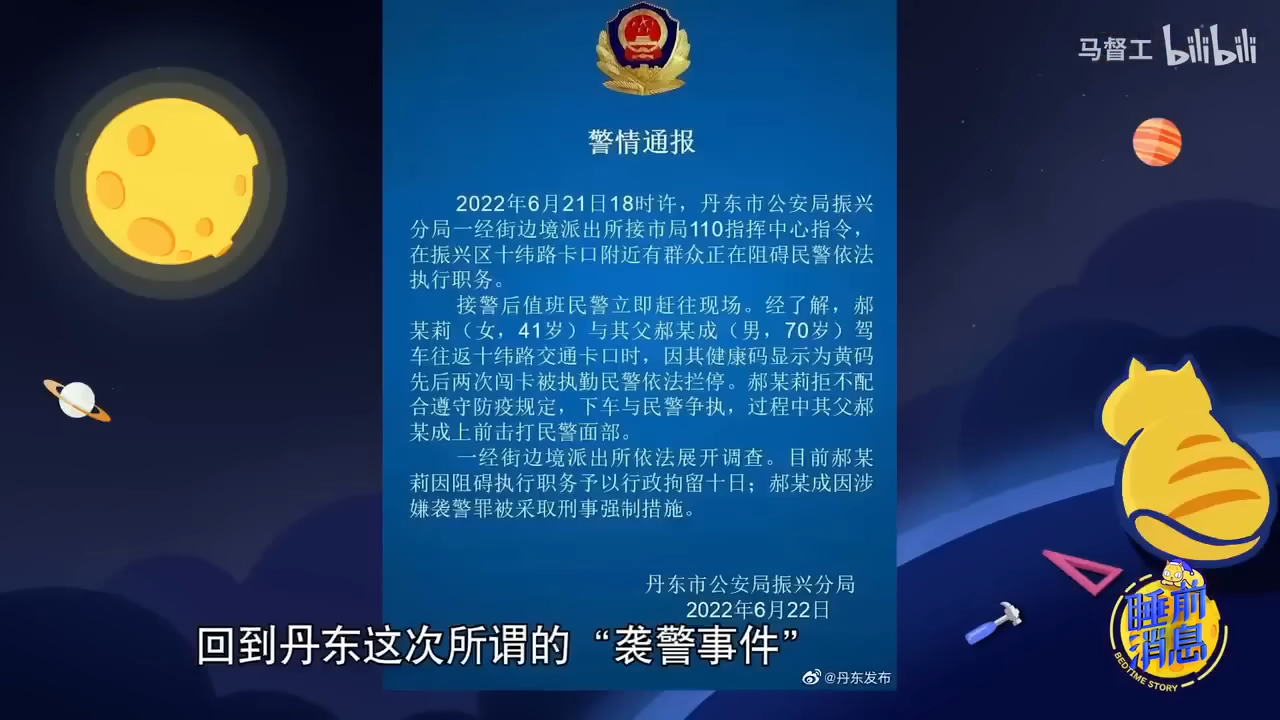 马督工 bilibili
警情通报
2022年6月21日18时许，丹东市公安局振兴
分局一经街边境派出所接市局110指挥中心指令，
在振兴区十纬路卡口附近有群众正在阻碍民警依法
执行职务。
接警后值班民警立即赶往现场。经了解，郝
某莉（女，41岁）与其父郝某成（男，70岁）驾
车往返十纬路交通卡口时，因其健康码显示为黄码
先后两次闯卡被执勤民警依法拦停。郝某莉拒不配
合遵守防疫规定，下车与民警争执，过程中其父郝
某成上前击打民警面部。
一经街边境派出所依法展开调查。目前郝某
莉因阻碍执行职务予以行政拘留十日；郝某成因涉
嫌袭警罪被采取刑事强制措施。
丹东市公安局振兴分局
2022年6月22日
回到丹东这次所谓的“袭警事件”
@丹东发布
睡前
消息
BEDTIME STORY